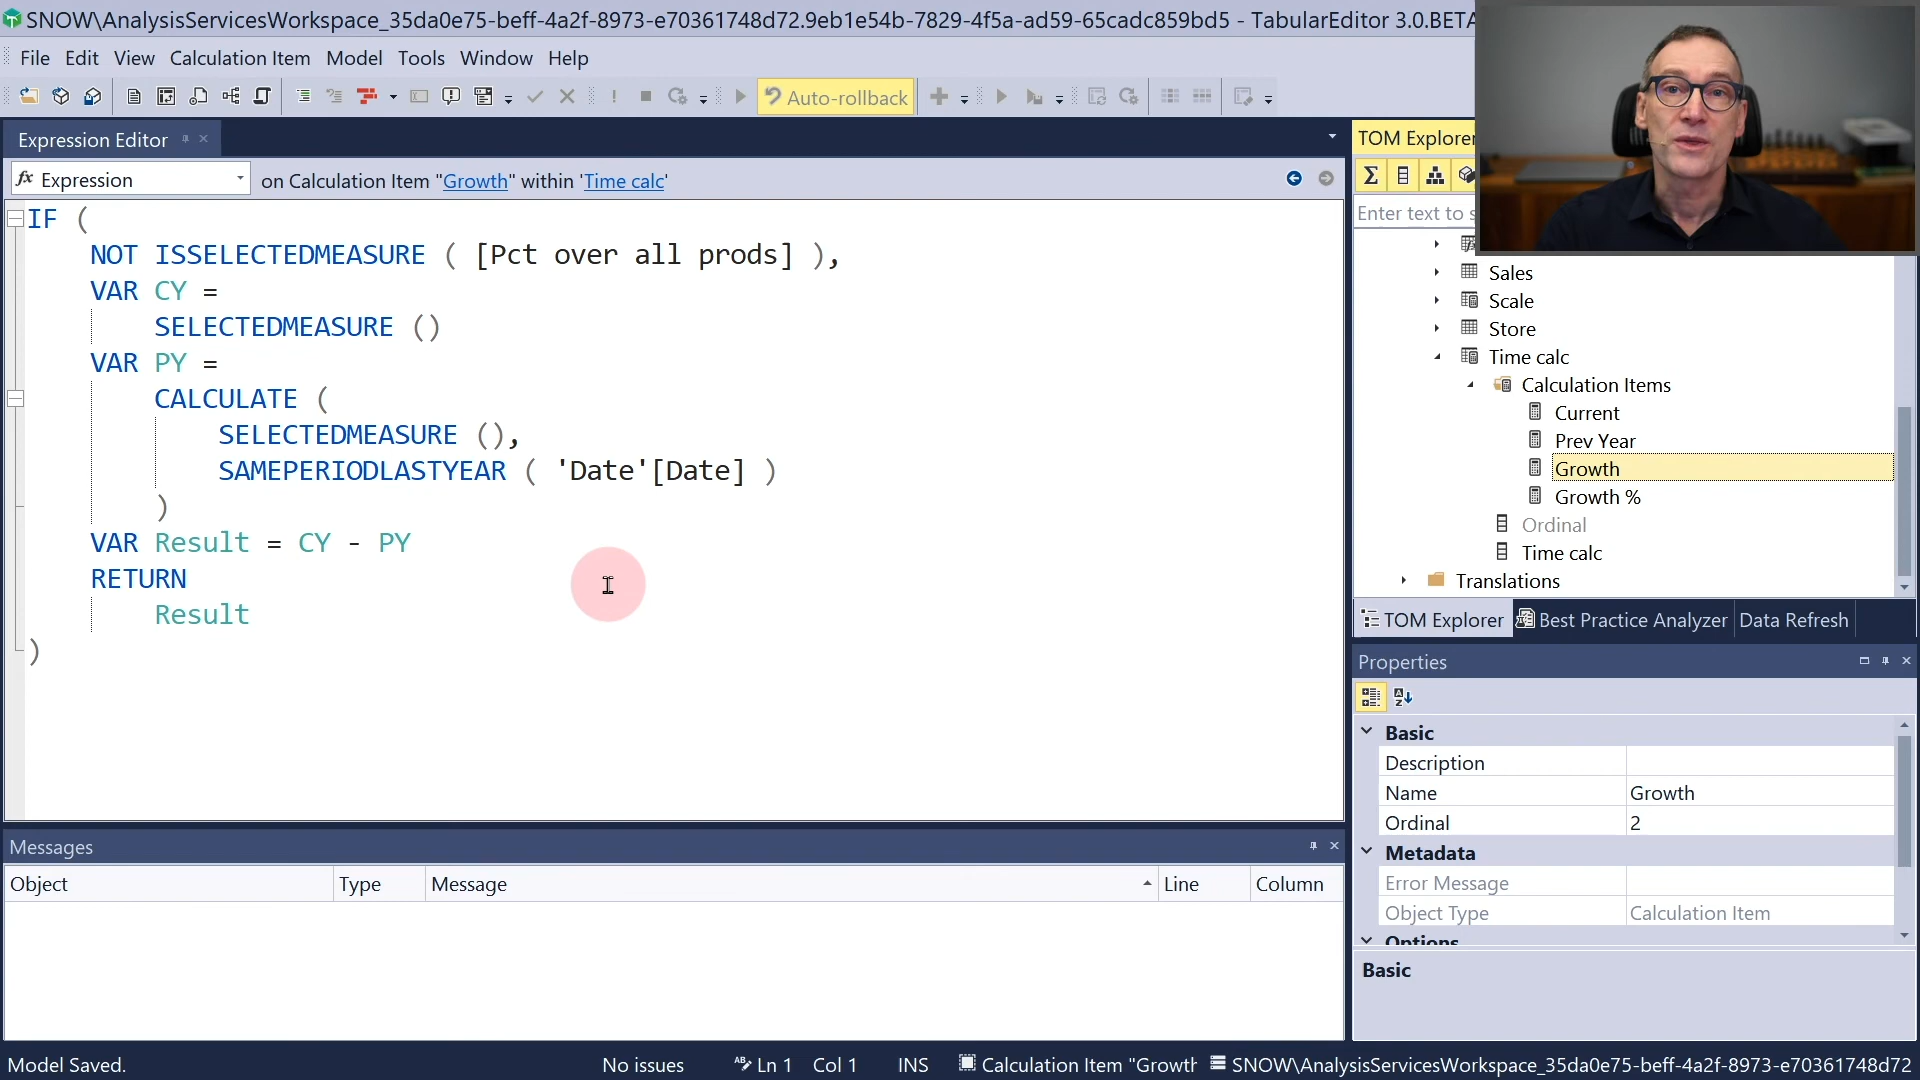 SNOW\AnalysisServicesWorkspace_35da0e75-beff-4a2f-8973-e70361748d72.9eb1e54b-7829-4f5a-ad59-65cadc859bd5 - TabularEditor 3.0.BETA
File Edit View Calculation Item Model Tools Window Help
Auto-rollback
Expression Editor
TOM Explorer
fx Expression
on Calculation Item "Growth" within 'Time calc'
Enter text to s
IF (
NOT ISSELECTEDMEASURE ( [Pct over all prods] ),
VAR CY =
SELECTEDMEASURE ()
VAR PY =
CALCULATE (
SELECTEDMEASURE (),
SAMEPERIODLASTYEAR ( 'Date'[Date] )
)
VAR Result = CY - PY
RETURN
Result
)
Sales
Scale
Store
Time calc
Calculation Items
Current
Prev Year
Growth
Growth %
Ordinal
Time calc
Translations
TOM Explorer Best Practice Analyzer Data Refresh
Properties
Basic
Description
Name Growth
Ordinal 2
Metadata
Error Message
Object Type Calculation Item
Options
Basic
Messages
Object Type Message Line Column
Model Saved. No issues Ln 1 Col 1 INS Calculation Item "Growth SNOW\AnalysisServicesWorkspace_35da0e75-beff-4a2f-8973-e70361748d72